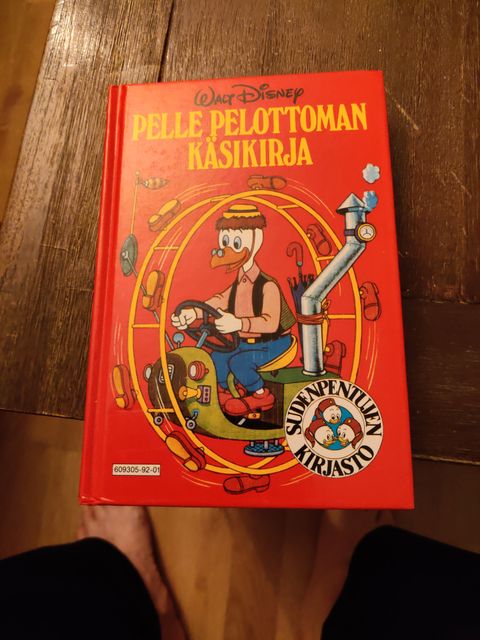 Walt Disney
PELLE PELOTTOMAN
KÄSIKIRJA
SUDENPENTUJEN
KIRJASTO
609305-92-01